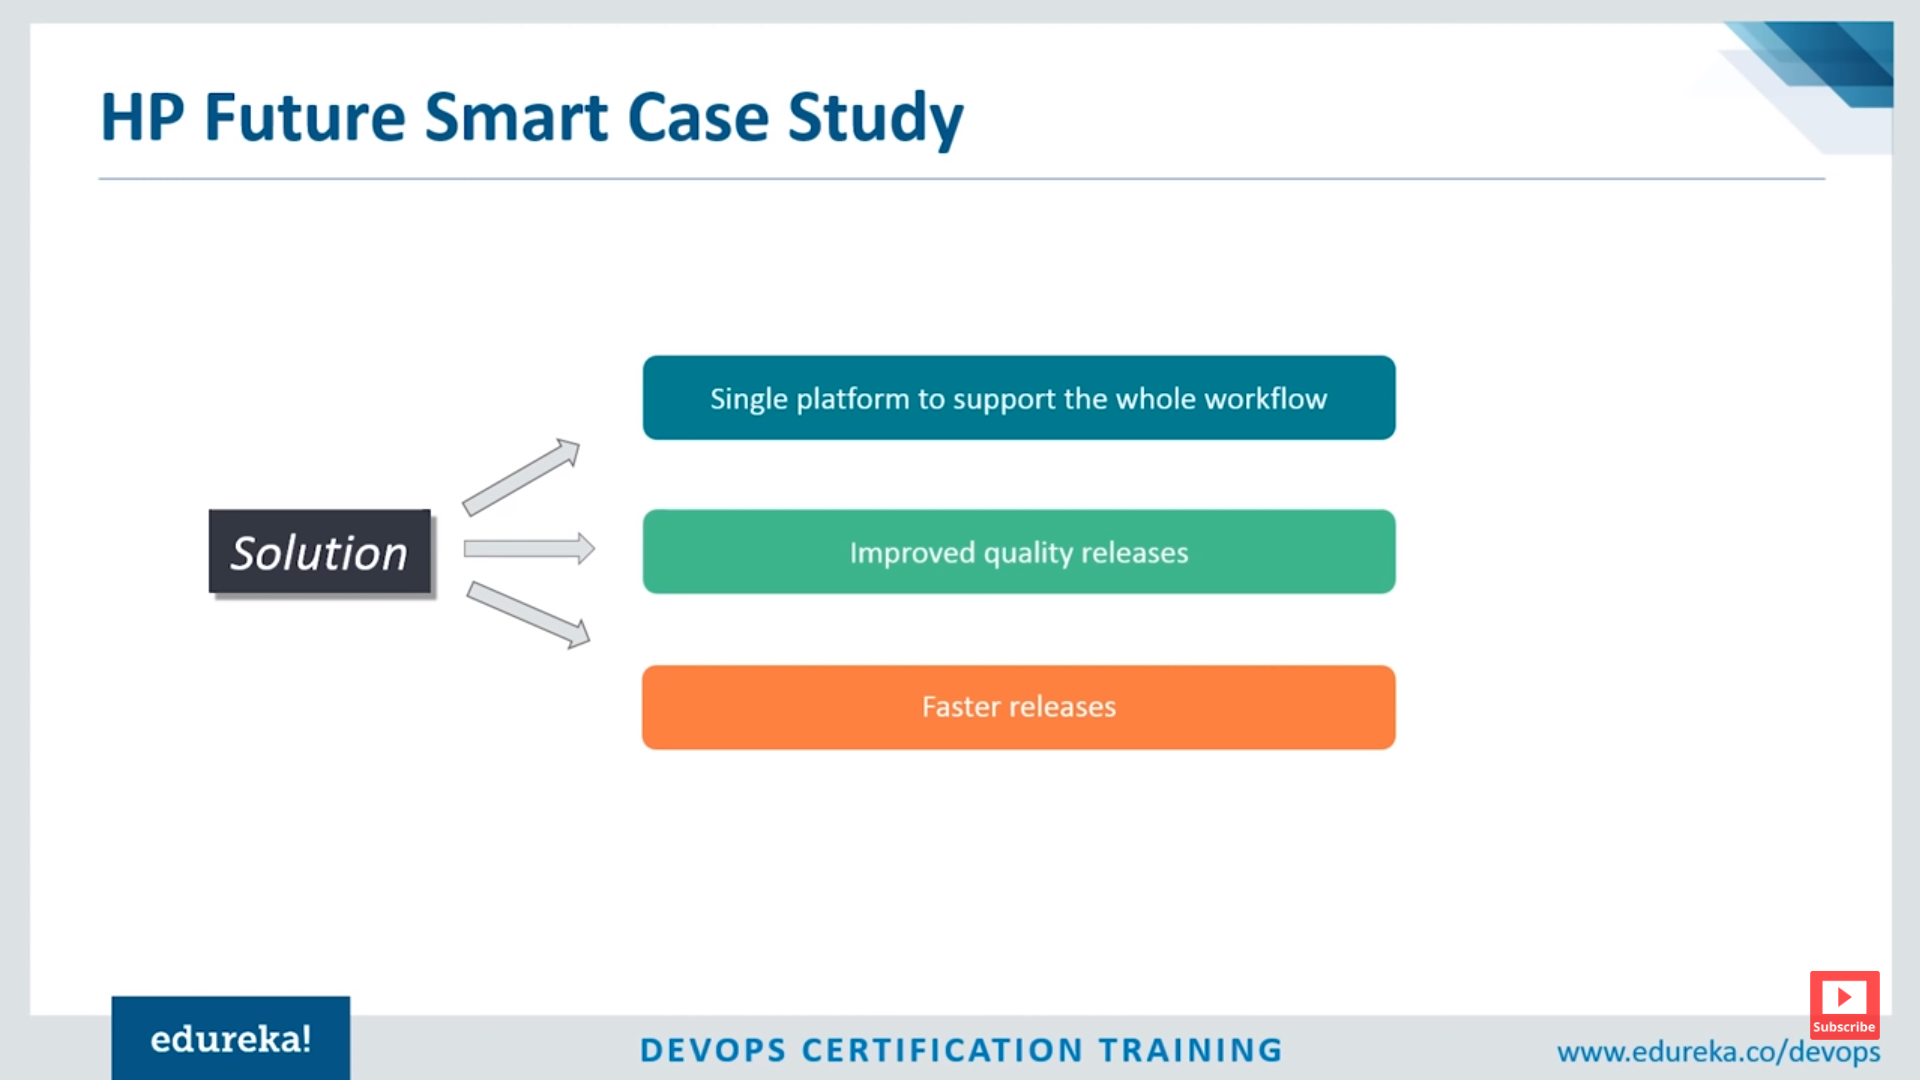 HP Future Smart Case Study
Single platform to support the whole workflow
Solution
Improved quality releases
Faster releases
Subscribe
edureka!
DEVOPS CERTIFICATION TRAINING
www.edureka.co/devops